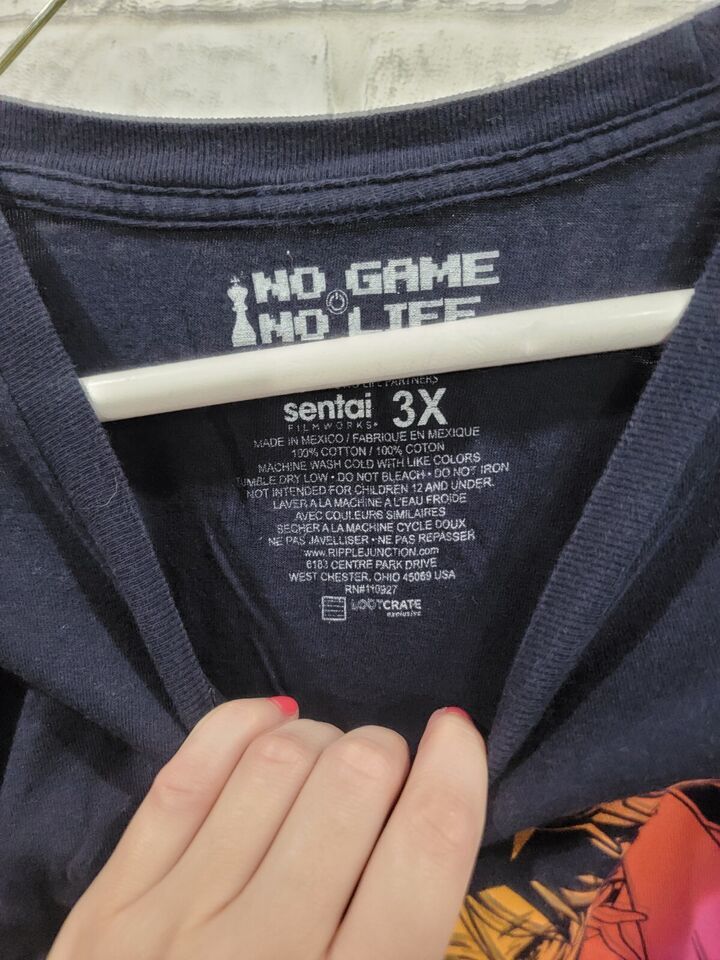 NO GAME
NO LIFE
LIFE PARTNERS
sentai 3X
FILMWORKS
MADE IN MEXICO / FABRIQUE EN MEXIQUE
100% COTTON / 100% COTON
MACHINE WASH COLD WITH LIKE COLORS
TUMBLE DRY LOW • DO NOT BLEACH • DO NOT IRON
NOT INTENDED FOR CHILDREN 12 AND UNDER.
LAVER A LA MACHINE A L'EAU FROIDE
AVEC COULEURS SIMILAIRES
SECHER A LA MACHINE CYCLE DOUX
NE PAS JAVELLISER • NE PAS REPASSER
www.RIPPLEJUNCTION.com
6183 CENTRE PARK DRIVE
WEST CHESTER, OHIO 45069 USA
RN#110927
LOOTCRATE
exclusive